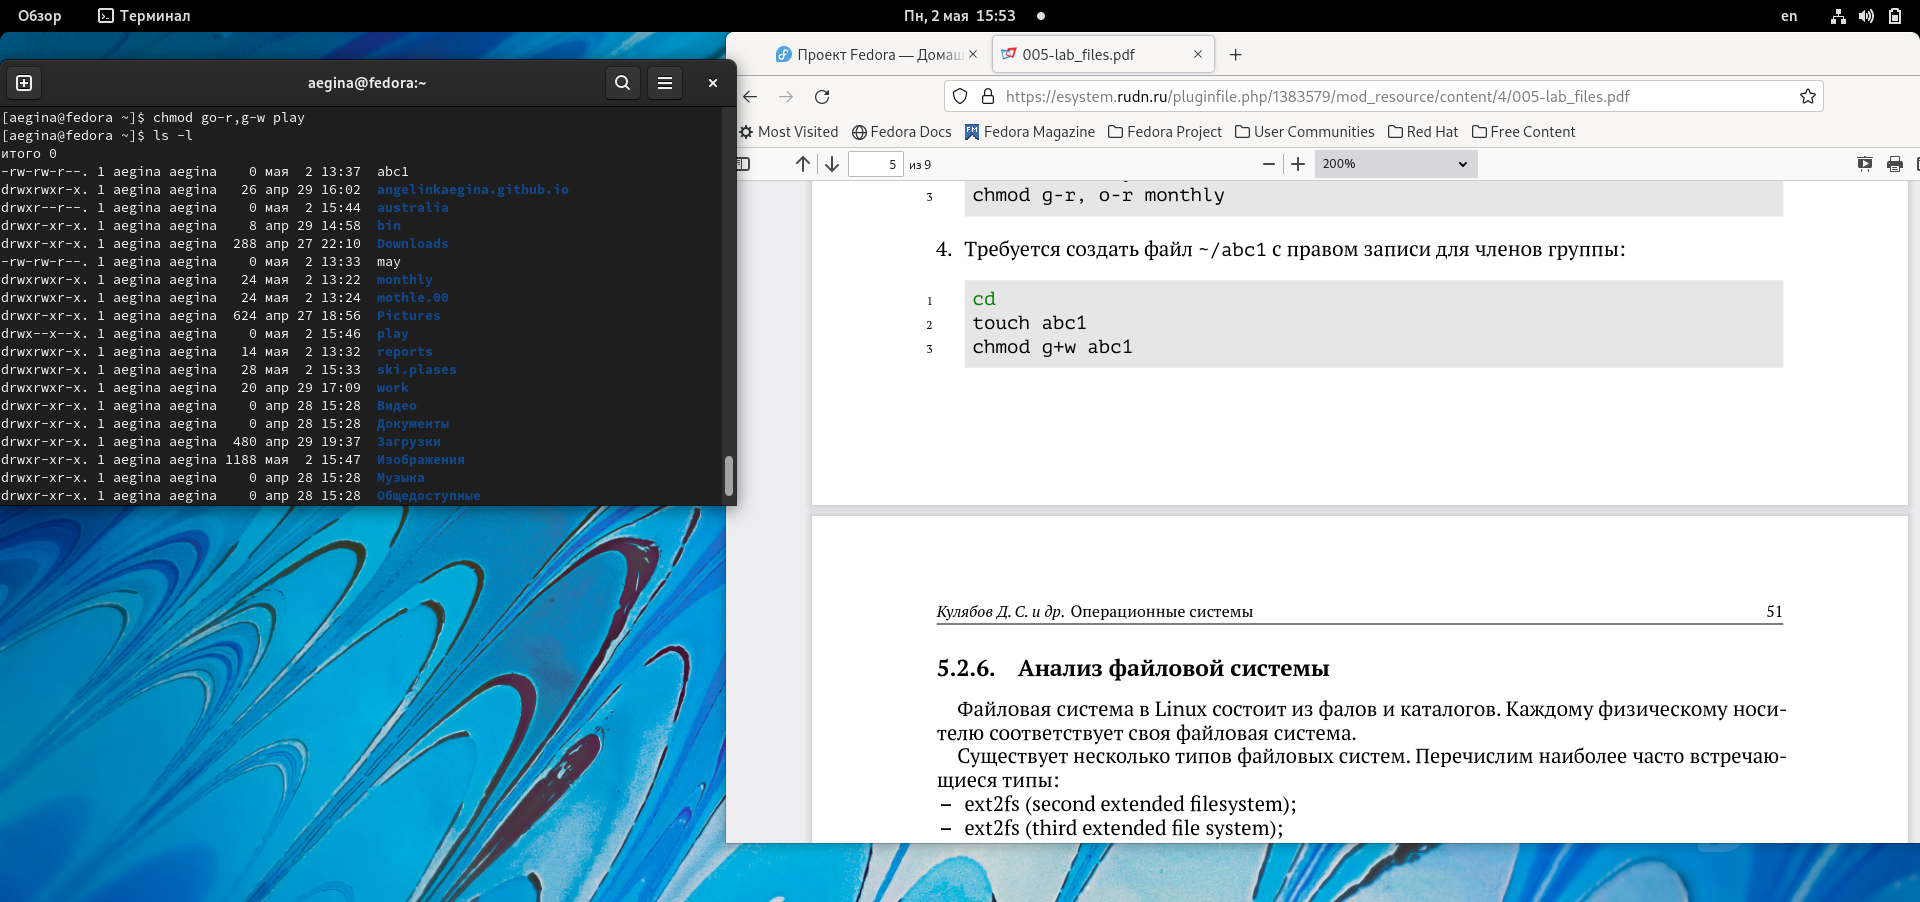 Обзор Терминал Пн, 2 мая 15:53 en
aegina@fedora:~
[aegina@fedora ~]$ chmod go-r,g-w play
[aegina@fedora ~]$ ls -l
итого 0
-rw-rw-r--. 1 aegina aegina 0 мая 2 13:37 abc1
drwxrwxr-x. 1 aegina aegina 26 апр 29 16:02 angelinkaegina.github.io
drwxr--r--. 1 aegina aegina 0 мая 2 15:44 australia
drwxr-xr-x. 1 aegina aegina 8 апр 29 14:58 bin
drwxr-xr-x. 1 aegina aegina 288 апр 27 22:10 Downloads
-rw-rw-r--. 1 aegina aegina 0 мая 2 13:33 may
drwxrwxr-x. 1 aegina aegina 24 мая 2 13:22 monthly
drwxrwxr-x. 1 aegina aegina 24 мая 2 13:24 mothle.00
drwxr-xr-x. 1 aegina aegina 624 апр 27 18:56 Pictures
drwx--x--x. 1 aegina aegina 0 мая 2 15:46 play
drwxrwxr-x. 1 aegina aegina 14 мая 2 13:32 reports
drwxrwxr-x. 1 aegina aegina 28 мая 2 15:33 ski.plases
drwxrwxr-x. 1 aegina aegina 20 апр 29 17:09 work
drwxr-xr-x. 1 aegina aegina 0 апр 28 15:28 Видео
drwxr-xr-x. 1 aegina aegina 0 апр 28 15:28 Документы
drwxr-xr-x. 1 aegina aegina 480 апр 29 19:37 Загрузки
drwxr-xr-x. 1 aegina aegina 1188 мая 2 15:47 Изображения
drwxr-xr-x. 1 aegina aegina 0 апр 28 15:28 Музыка
drwxr-xr-x. 1 aegina aegina 0 апр 28 15:28 Общедоступные
Проект Fedora — Домаш 005-lab_files.pdf
https://esystem.rudn.ru/pluginfile.php/1383579/mod_resource/content/4/005-lab_files.pdf
Most Visited Fedora Docs Fedora Magazine Fedora Project User Communities Red Hat Free Content
5 из 9 200%
3 chmod g-r, o-r monthly
4. Требуется создать файл ~/abc1 с правом записи для членов группы:
1 cd
2 touch abc1
3 chmod g+w abc1
Кулябов Д. С. и др. Операционные системы 51
5.2.6. Анализ файловой системы
Файловая система в Linux состоит из фалов и каталогов. Каждому физическому носи-
телю соответствует своя файловая система.
Существует несколько типов файловых систем. Перечислим наиболее часто встречаю-
щиеся типы:
– ext2fs (second extended filesystem);
– ext2fs (third extended file system);